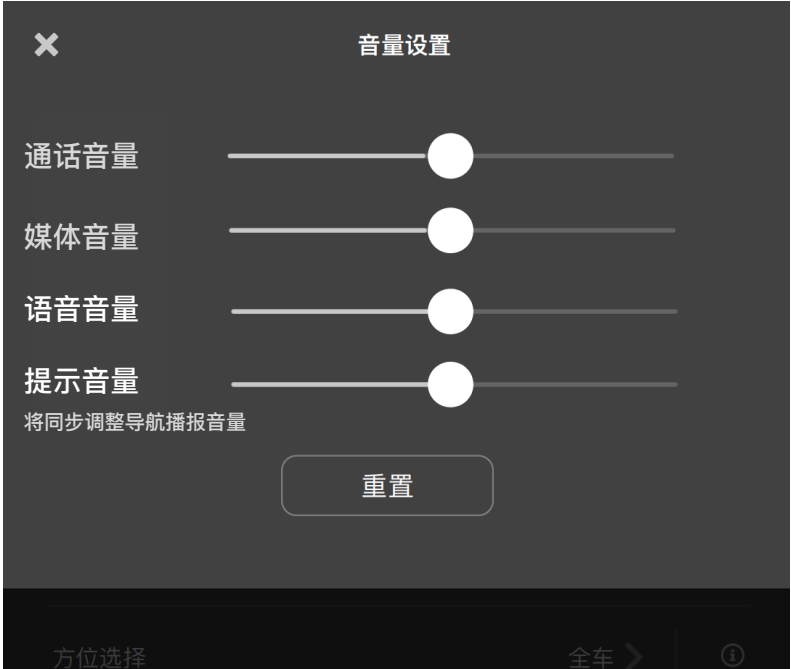 音量设置
通话音量
媒体音量
语音音量
提示音量
将同步调整导航播报音量
重置
方位选择 全车